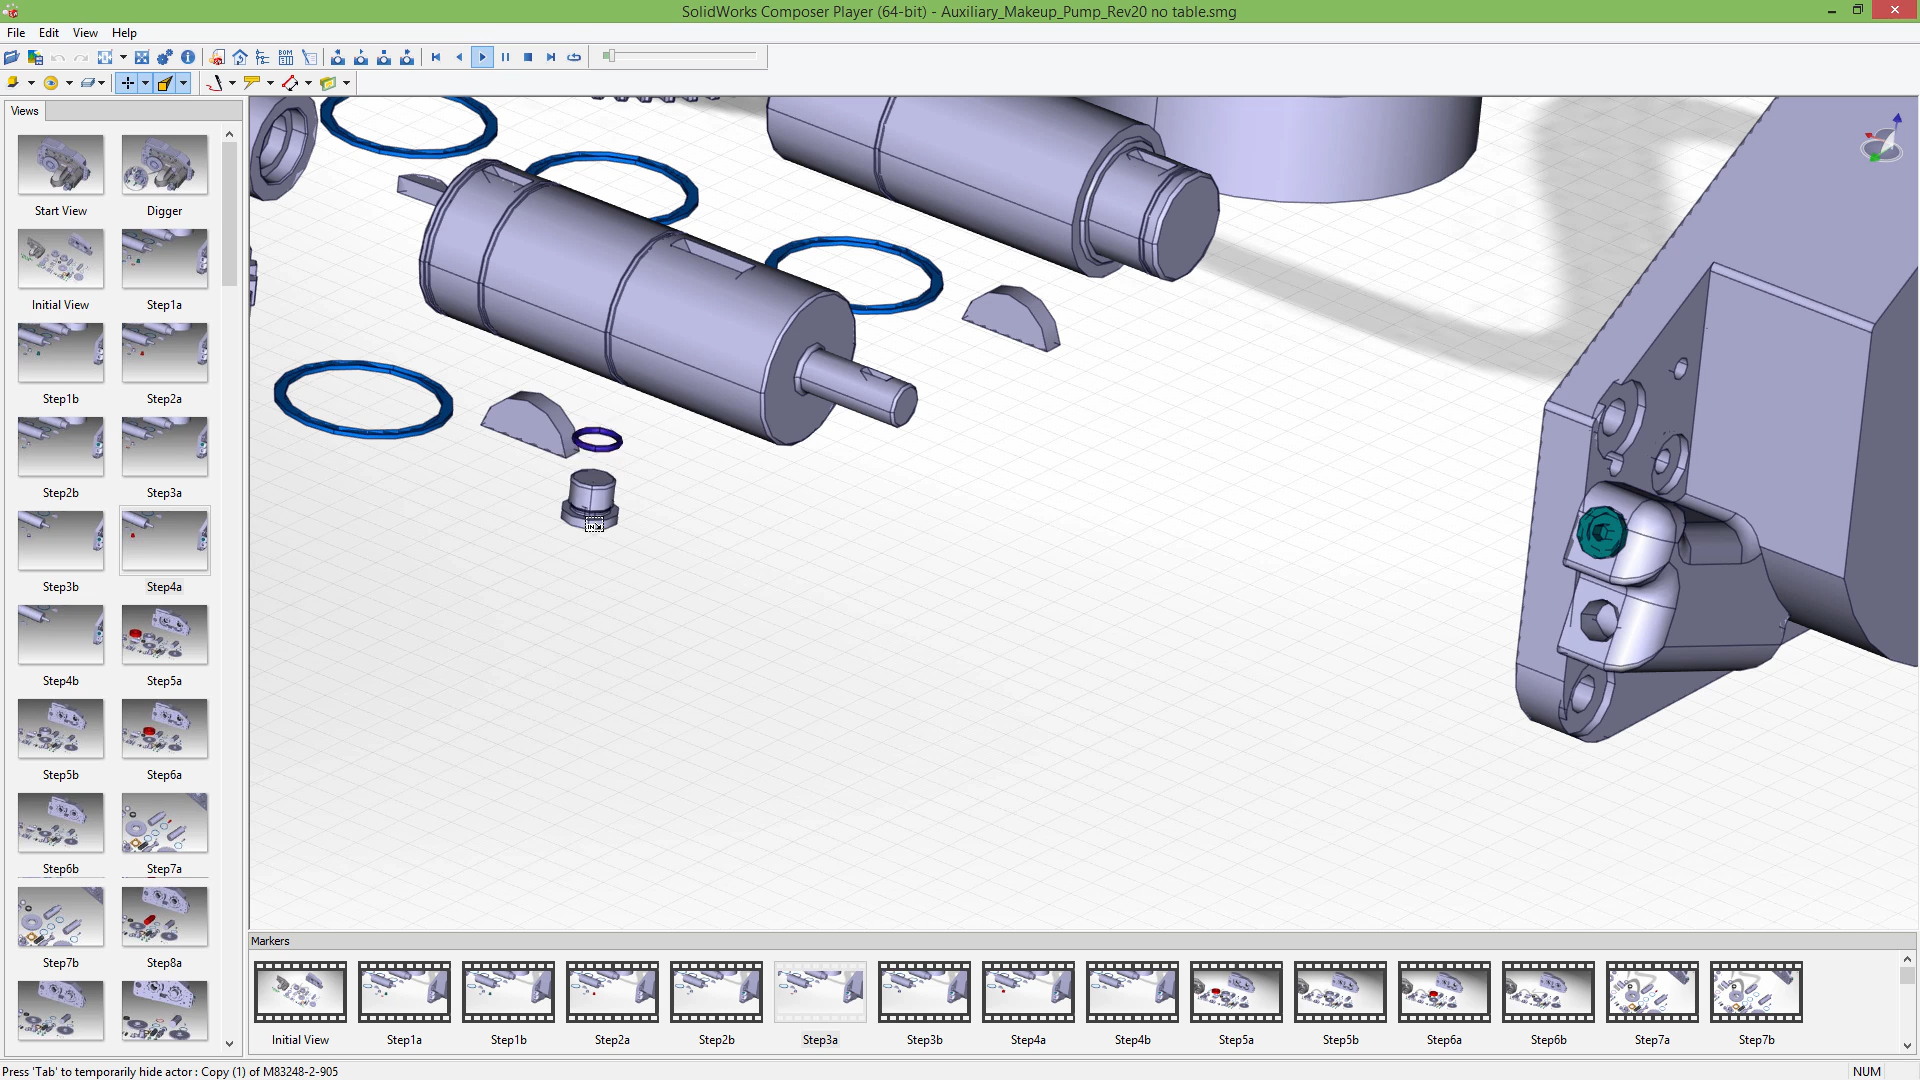 SolidWorks Composer Player (64-bit) - Auxiliary_Makeup_Pump_Rev20 no table.smg
File Edit View Help
BOM
Views
Start View Digger
Initial View Step1a
Step1b Step2a
Step2b Step3a
Step3b Step4a
Step4b Step5a
Step5b Step6a
Step6b Step7a
Step7b Step8a
Markers
Initial View Step1a Step1b Step2a Step2b Step3a Step3b Step4a Step4b Step5a Step5b Step6a Step6b Step7a Step7b
Press 'Tab' to temporarily hide actor : Copy (1) of M83248-2-905
NUM